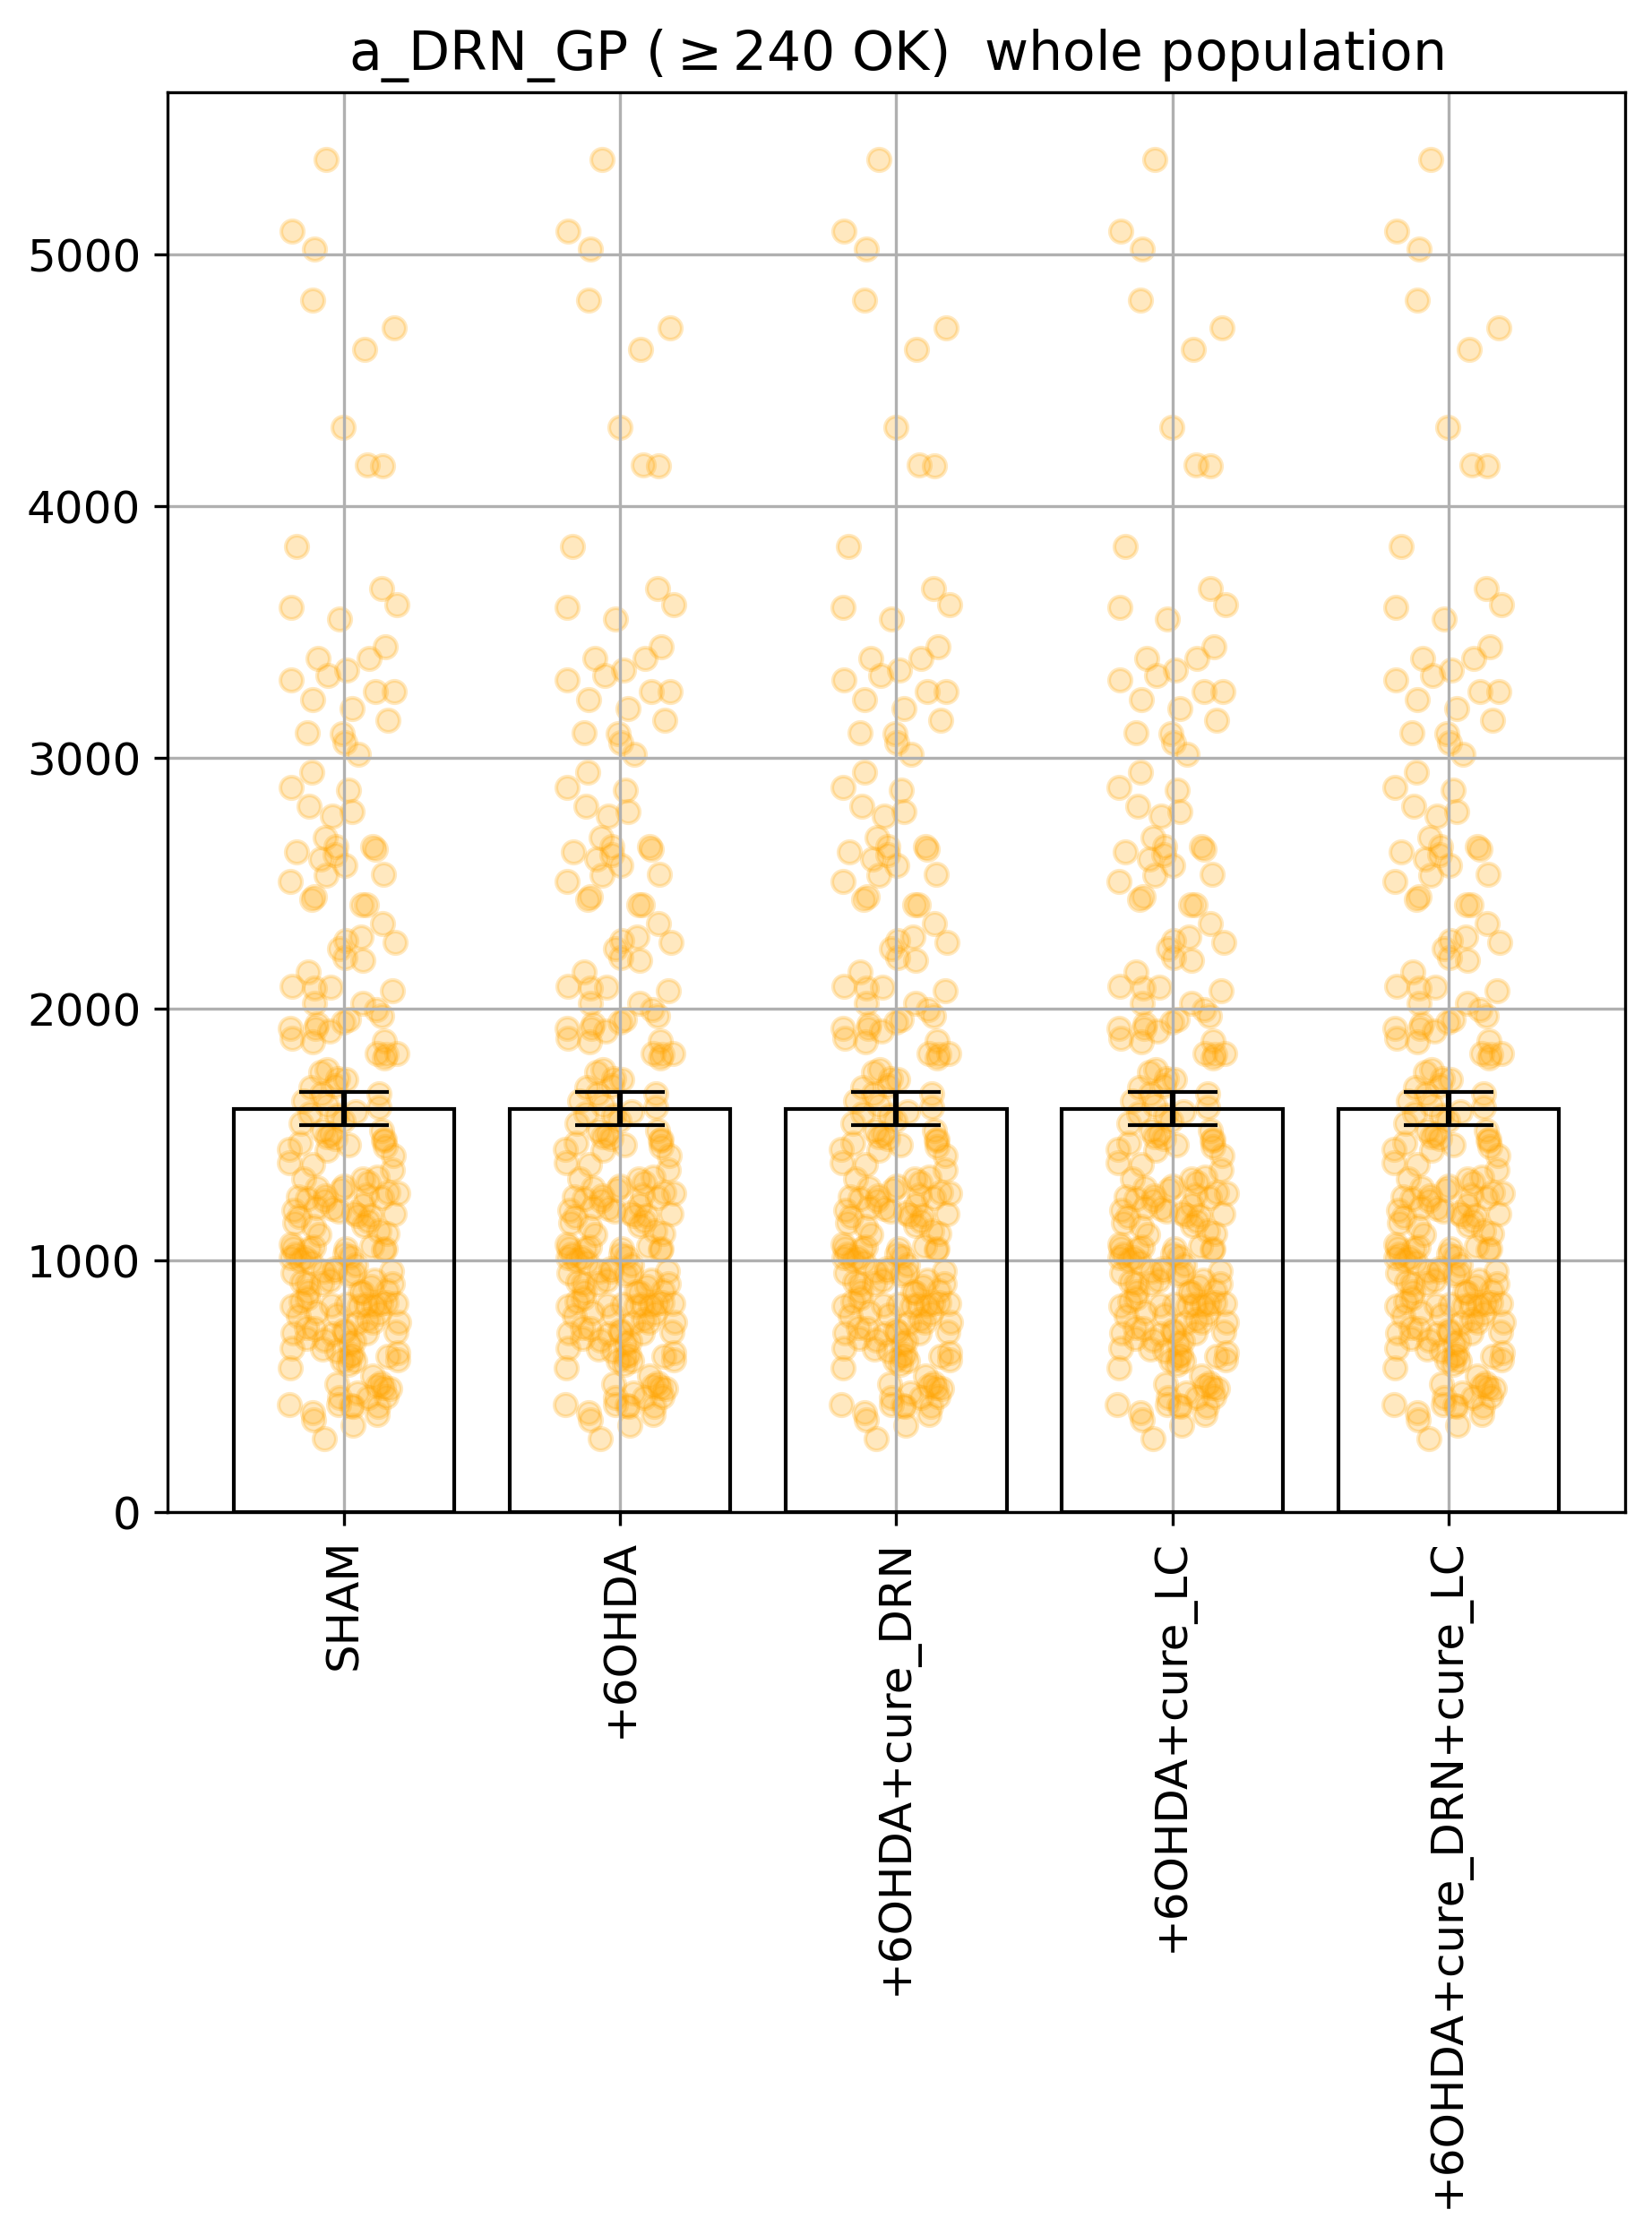 a_DRN_GP (≥240 OK)  whole population
5000
4000
3000
2000
1000
0
SHAM
+6OHDA
+6OHDA+cure_DRN
+6OHDA+cure_LC
+6OHDA+cure_DRN+cure_LC